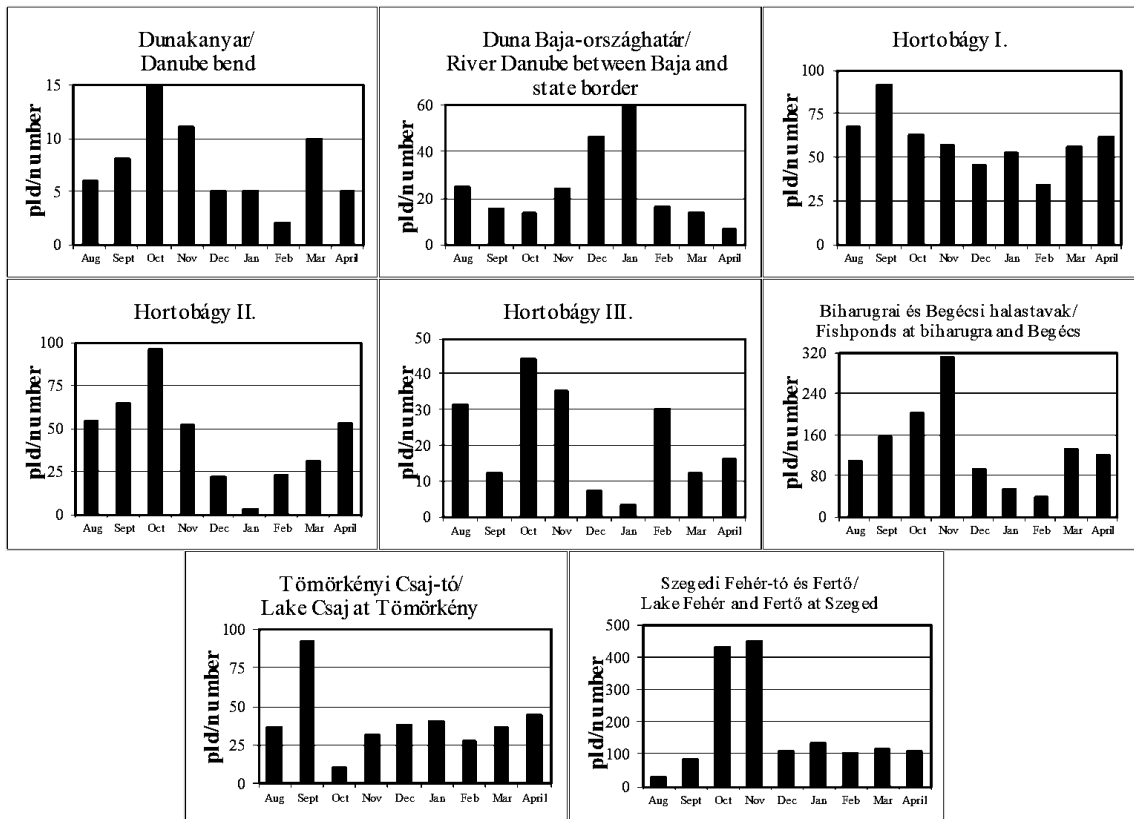 Dunakanyar/
Danube bend
pld/number
15
10
5
0
Aug Sept Oct Nov Dec Jan Feb Mar April
Duna Baja-országhatár/
River Danube between Baja and
state border
pld/number
60
40
20
0
Aug Sept Oct Nov Dec Jan Feb Mar April
Hortobágy I.
pld/number
100
75
50
25
0
Aug Sept Oct Nov Dec Jan Feb Mar April
Hortobágy II.
pld/number
100
75
50
25
0
Aug Sept Oct Nov Dec Jan Feb Mar April
Hortobágy III.
pld/number
50
40
30
20
10
0
Aug Sept Oct Nov Dec Jan Feb Mar April
Biharugrai és Begécsi halastavak/
Fishponds at biharugra and Begécs
pld/number
320
240
160
80
0
Aug Sept Oct Nov Dec Jan Feb Mar April
Tömörkényi Csaj-tó/
Lake Csaj at Tömörkény
pld/number
100
75
50
25
0
Aug Sept Oct Nov Dec Jan Feb Mar April
Szegedi Fehér-tó és Fertő/
Lake Fehér and Fertő at Szeged
pld/number
500
400
300
200
100
0
Aug Sept Oct Nov Dec Jan Feb Mar April